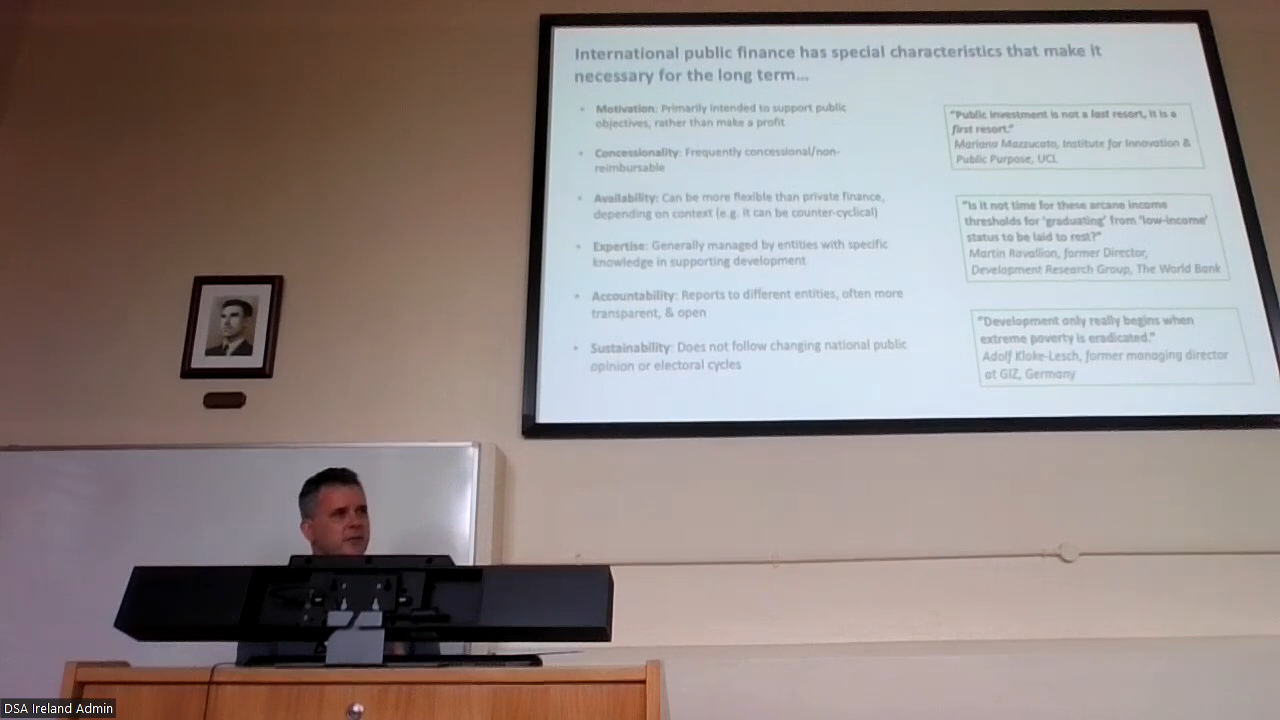 International public finance has special characteristics that make it
necessary for the long term...
• Motivation: Primarily intended to support public
objectives, rather than make a profit
• Concessionality: Frequently concessional/non-
reimbursable
• Availability: Can be more flexible than private finance,
depending on context (e.g. it can be counter-cyclical)
• Expertise: Generally managed by entities with specific
knowledge in supporting development
• Accountability: Reports to different entities, often more
transparent, & open
• Sustainability: Does not follow changing national public
opinion or electoral cycles
"Public investment is not a last resort, it is a
first resort."
Mariana Mazzucato, Institute for Innovation &
Public Purpose, UCL
"Is it not time for these arcane income
thresholds for 'graduating' from 'low-income'
status to be laid to rest?"
Martin Ravallion, former Director,
Development Research Group, The World Bank
"Development only really begins when
extreme poverty is eradicated."
Adolf Kloke-Lesch, former managing director
at GIZ, Germany
DSA Ireland Admin